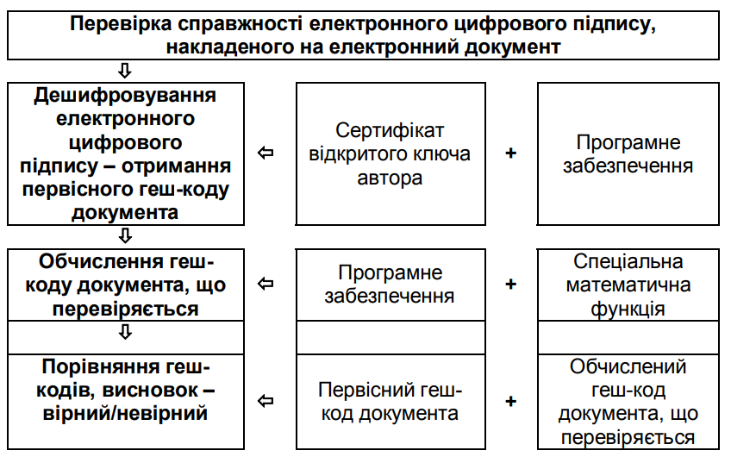 Перевірка справжності електронного цифрового підпису,
накладеного на електронний документ
⇩
Дешифровування
електронного
цифрового
підпису – отримання
первісного геш-коду
документа
⇦
Сертифікат
відкритого ключа
автора
+
Програмне
забезпечення
⇩
Обчислення геш-
коду документа, що
перевіряється
⇦
Програмне
забезпечення
+
Спеціальна
математична
функція
⇩
Порівняння геш-
кодів, висновок –
вірний/невірний
⇦
Первісний геш-
код документа
+
Обчислений
геш-код
документа, що
перевіряється